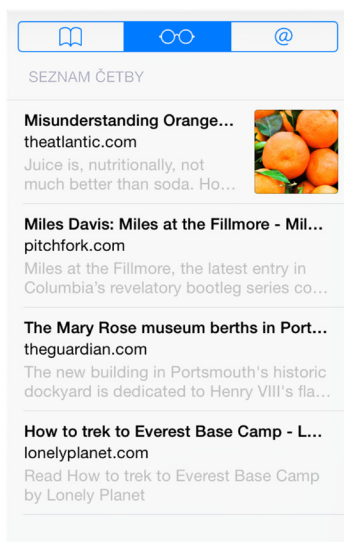 @
SEZNAM ČETBY
Misunderstanding Orange...
theatlantic.com
Juice is, nutritionally, not
much better than soda. Ho...
Miles Davis: Miles at the Fillmore - Mil...
pitchfork.com
Miles at the Fillmore, the latest entry in
Columbia's revelatory bootleg series co...
The Mary Rose museum berths in Port...
theguardian.com
The new building in Portsmouth's historic
dockyard is dedicated to Henry VIII's fla...
How to trek to Everest Base Camp - L...
lonelyplanet.com
Read How to trek to Everest Base Camp
by Lonely Planet